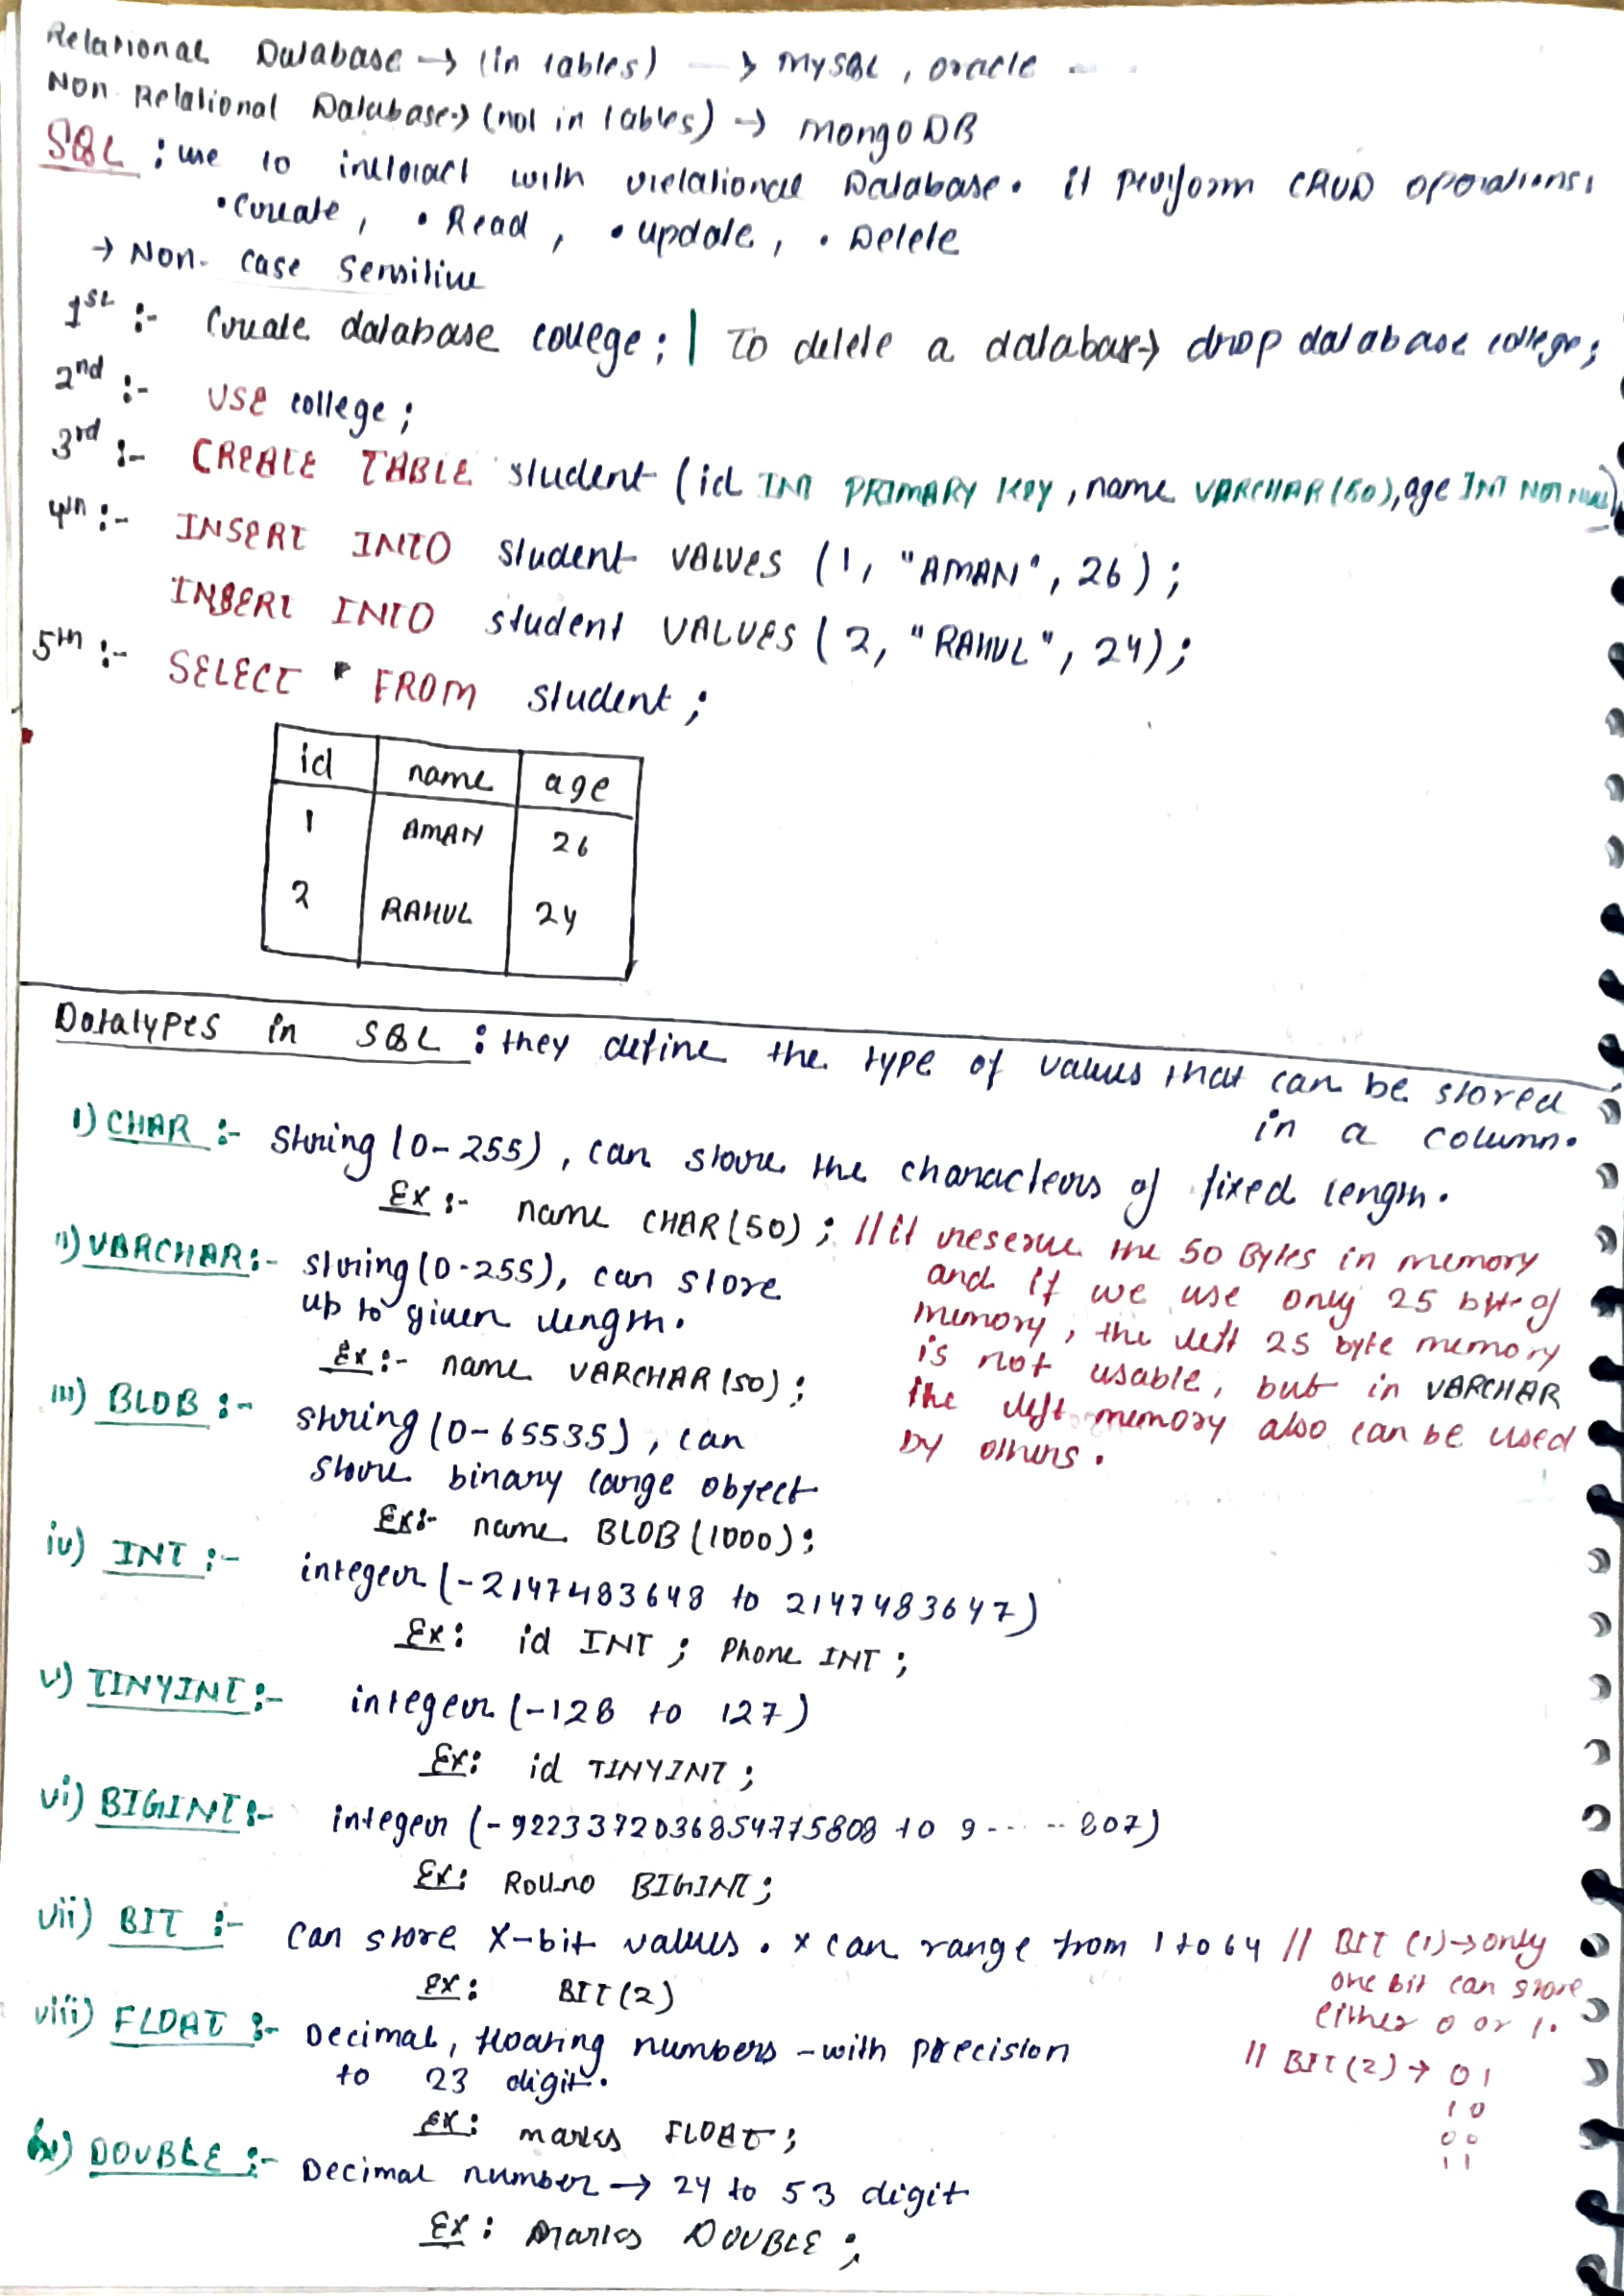 Relational Database → (in tables) → MySQL, oracle ....
Non Relational Database → (not in tables) → MongoDB
SQL : use to interact with relational Database. it perform CRUD operations.
• Create, • Read, • update, • Delete
→ Non-case sensitive
1st :- Create database college; | To delete a database → drop database college;
2nd :- USE college;
3rd :- CREATE TABLE student (id INT PRIMARY KEY, name VARCHAR(50), age INT NOT NULL);
4th :- INSERT INTO student VALUES (1, "AMAN", 26);
INSERT INTO student VALUES (2, "RAHUL", 24);
5th :- SELECT * FROM student;
id name age
1 AMAN 26
2 RAHUL 24
Datatypes in SQL : they define the type of values that can be stored
in a column.
i) CHAR :- String (0-255), can store the characters of fixed length.
Ex :- name CHAR(50); // it reserve the 50 Bytes in memory
and if we use only 25 byte of
memory, the left 25 byte memory
is not usable, but in VARCHAR
the left memory also can be used
by others.
ii) VARCHAR :- string (0-255), can store
up to given length.
Ex :- name VARCHAR(50);
iii) BLOB :- string (0-65535), can
store binary large object
Ex:- name BLOB(1000);
iv) INT :- integer (-2147483648 to 2147483647)
Ex: id INT; Phone INT;
v) TINYINT :- integer (-128 to 127)
Ex: id TINYINT;
vi) BIGINT :- integer (-9223372036854775808 to 9-----807)
Ex: Rollno BIGINT;
vii) BIT :- Can store x-bit values. x can range from 1 to 64 // BIT (1) → only
one bit can store
either 0 or 1.
Ex: BIT(2)
// BIT(2) → 01
10
00
11
viii) FLOAT :- Decimal, floating numbers - with precision
to 23 digit.
Ex: marks FLOAT;
ix) DOUBLE :- Decimal number → 24 to 53 digit
Ex: Marks DOUBLE;